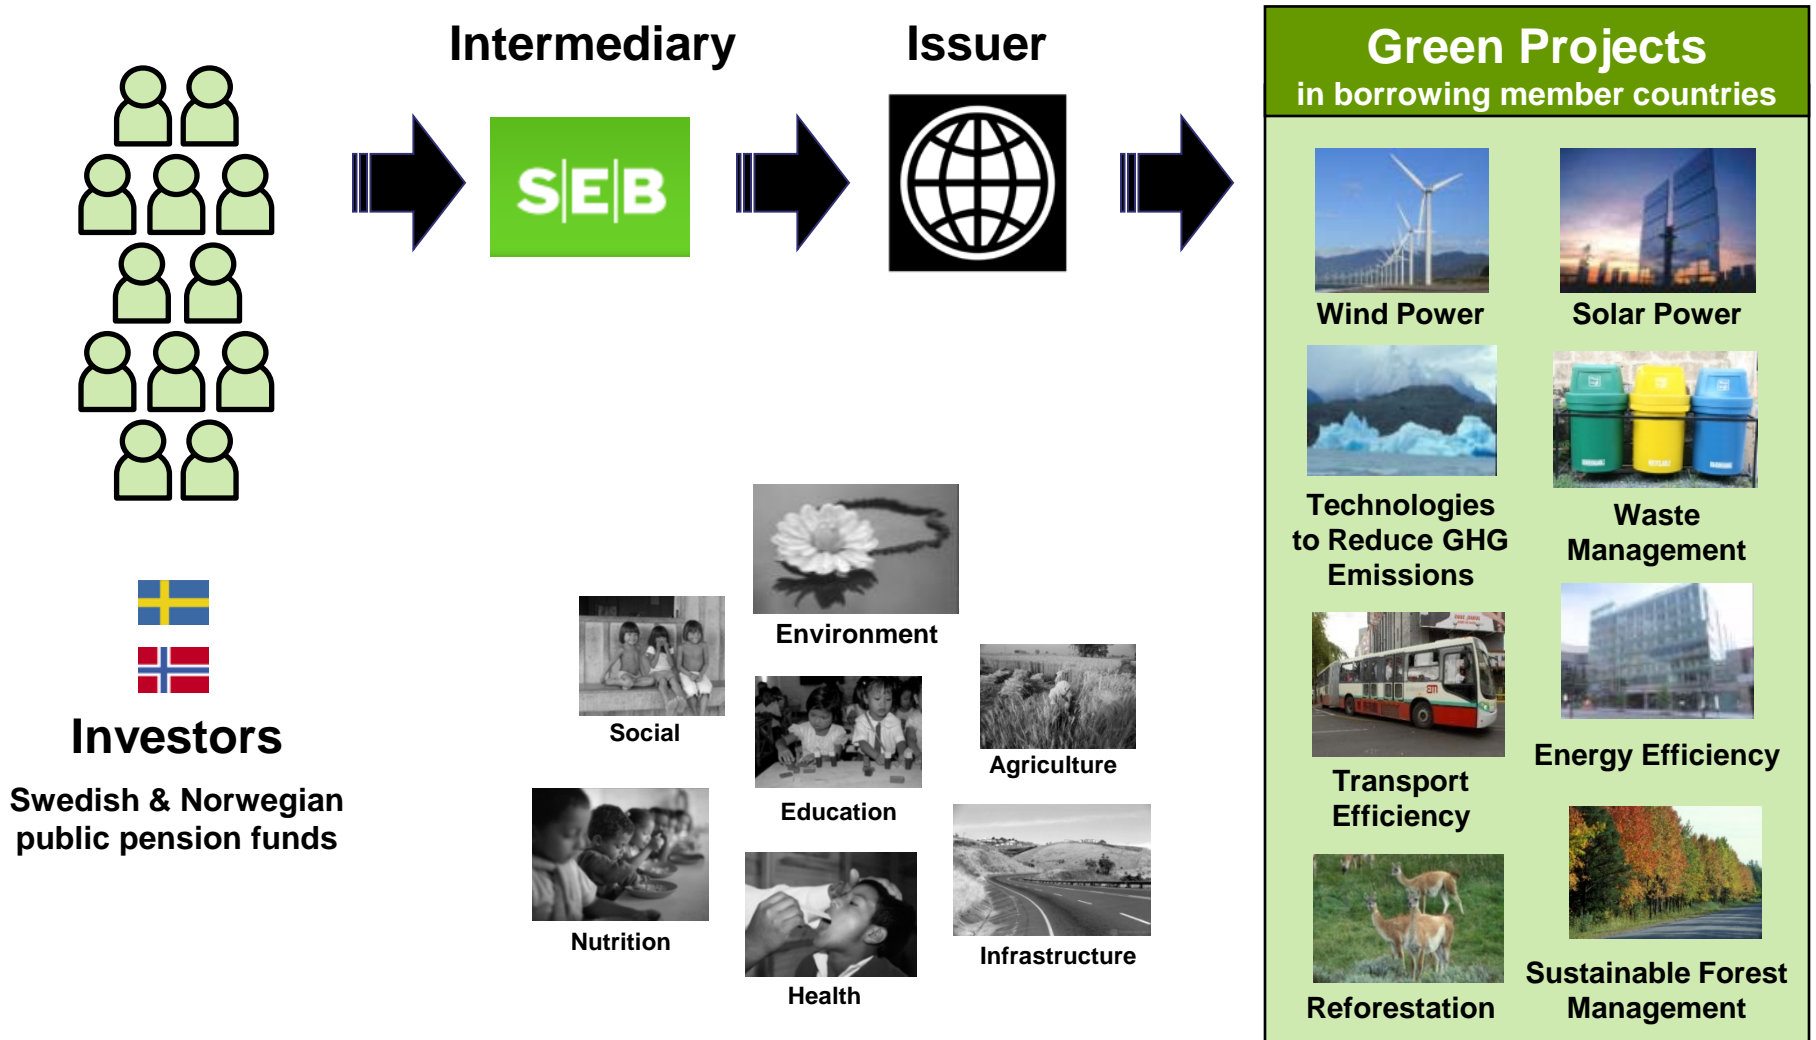 Intermediary
Issuer
Green Projects
in borrowing member countries
S|E|B
Wind Power
Solar Power
Technologies
to Reduce GHG
Emissions
Waste
Management
Transport
Efficiency
Energy Efficiency
Reforestation
Sustainable Forest
Management
Investors
Swedish & Norwegian
public pension funds
Environment
Social
Education
Agriculture
Nutrition
Health
Infrastructure